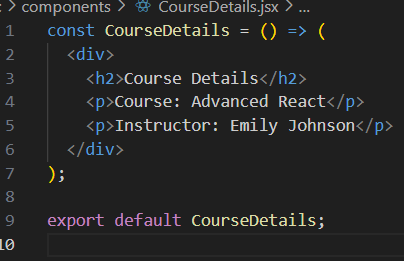 components > CourseDetails.jsx > ...
1 const CourseDetails = () => (
2   <div>
3     <h2>Course Details</h2>
4     <p>Course: Advanced React</p>
5     <p>Instructor: Emily Johnson</p>
6   </div>
7 );
8
9 export default CourseDetails;
10